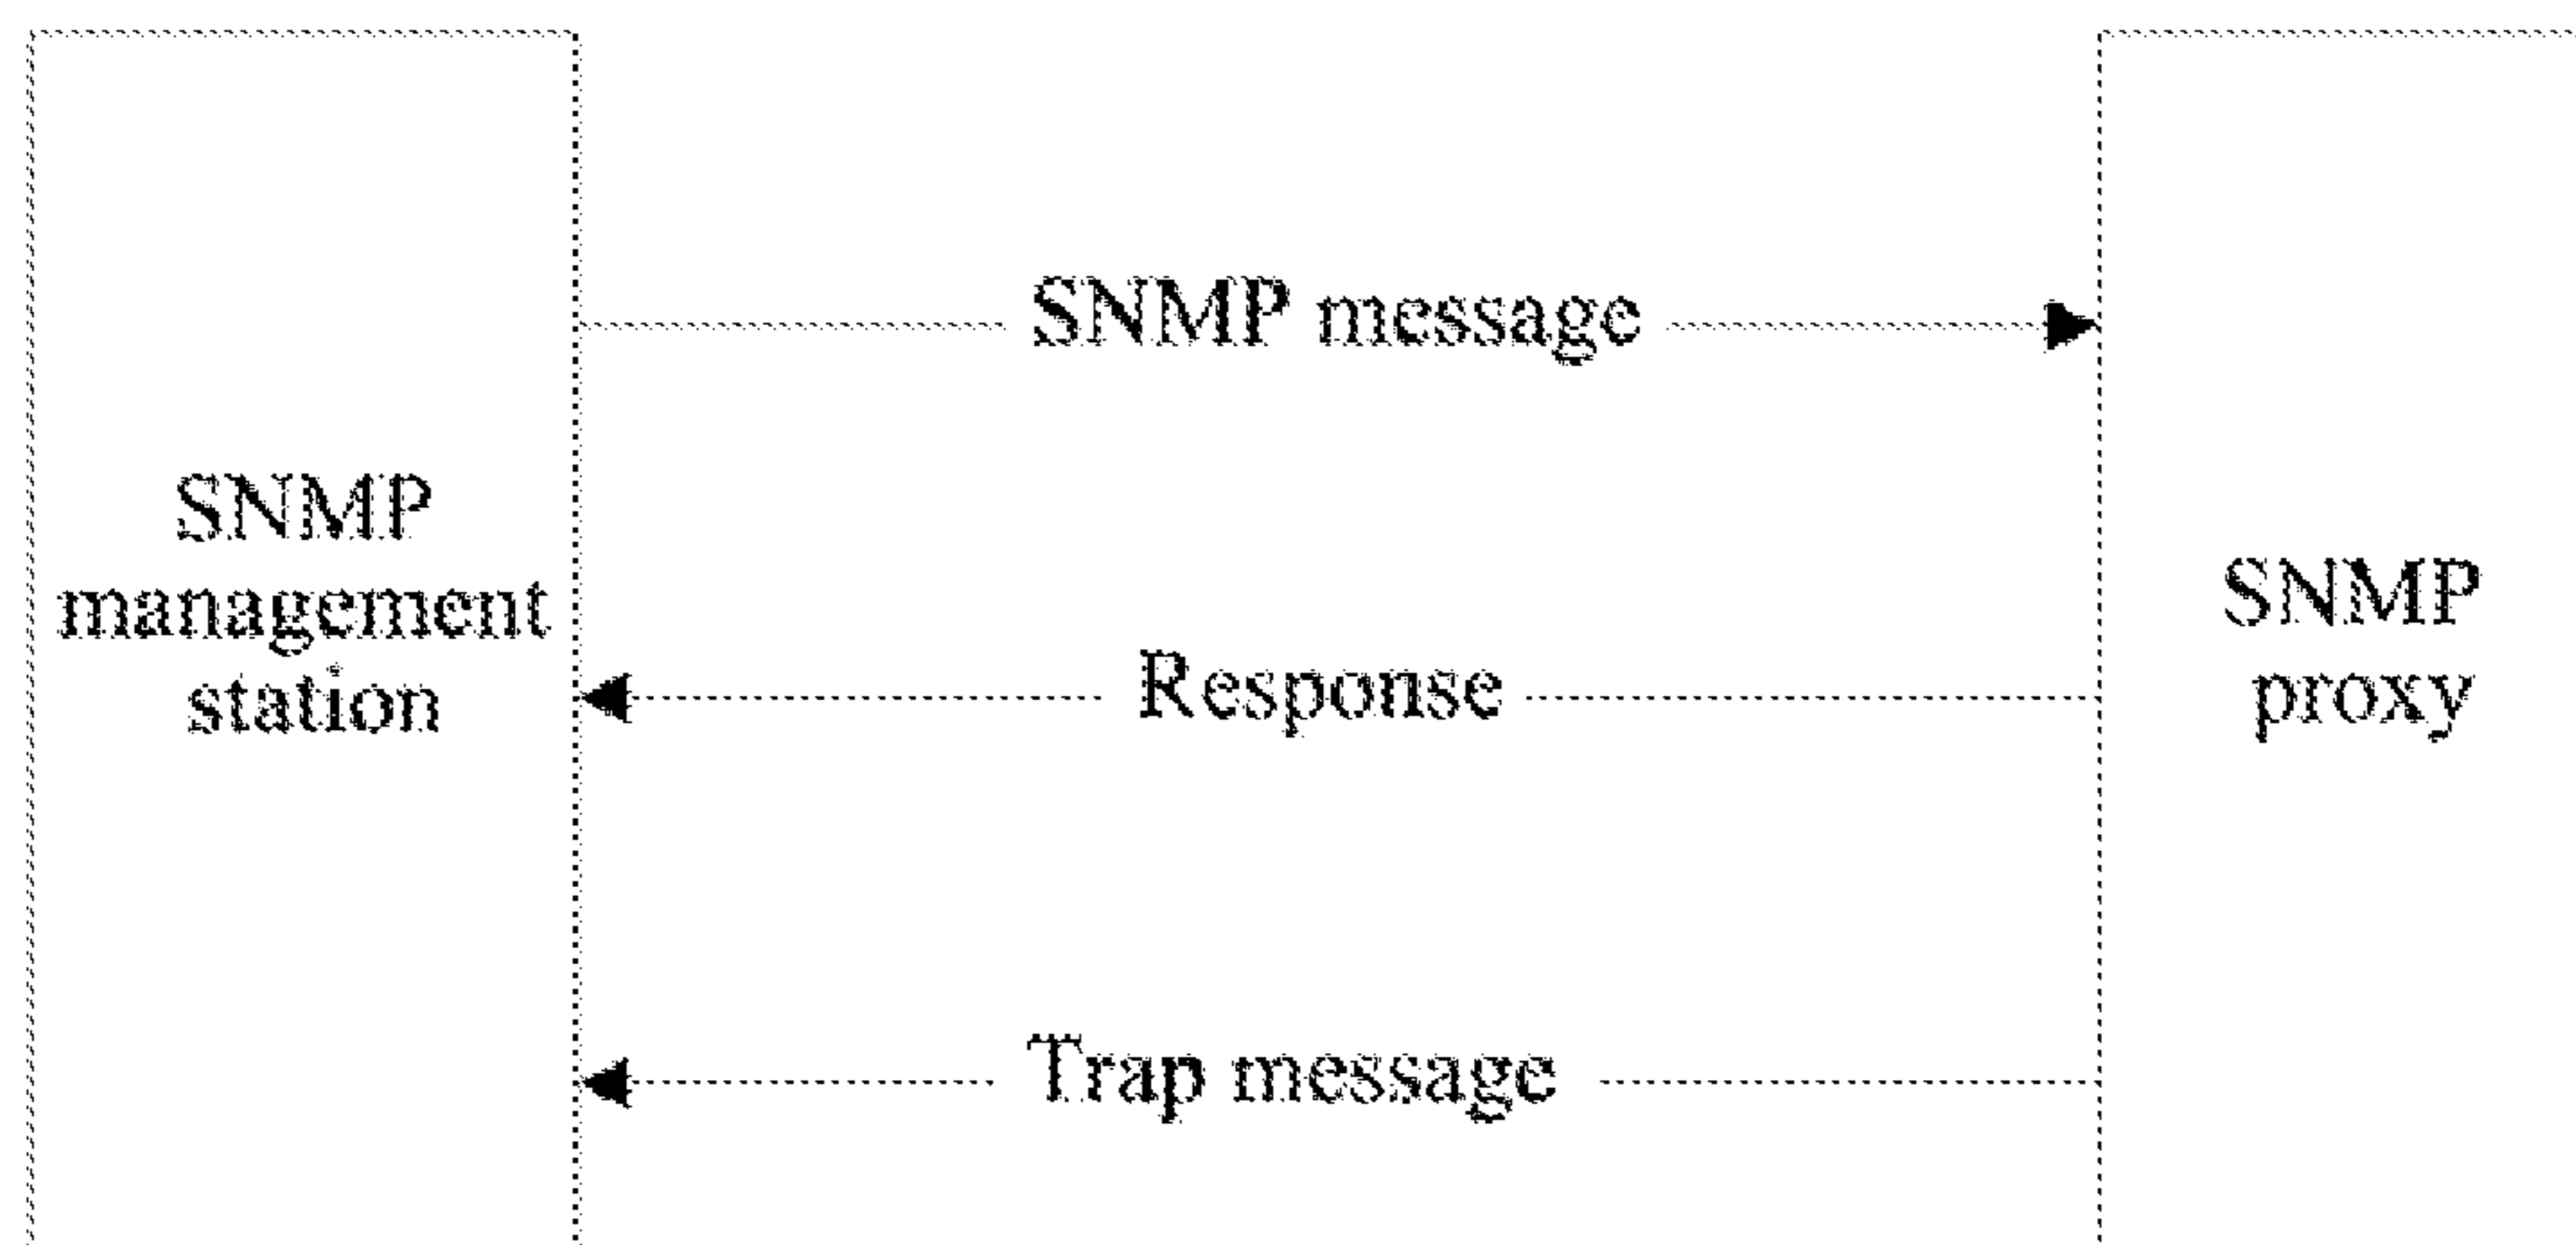 SNMP message
SNMP
management
station
Response
SNMP
proxy
Trap message